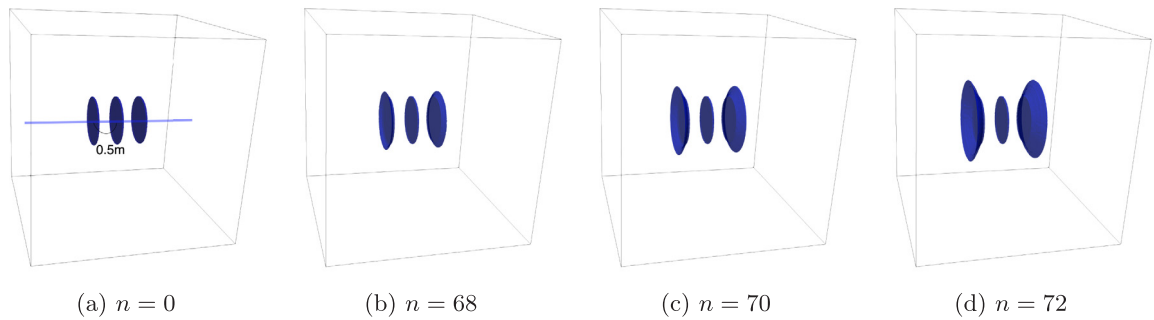 0.5m
(a) n = 0
(b) n = 68
(c) n = 70
(d) n = 72